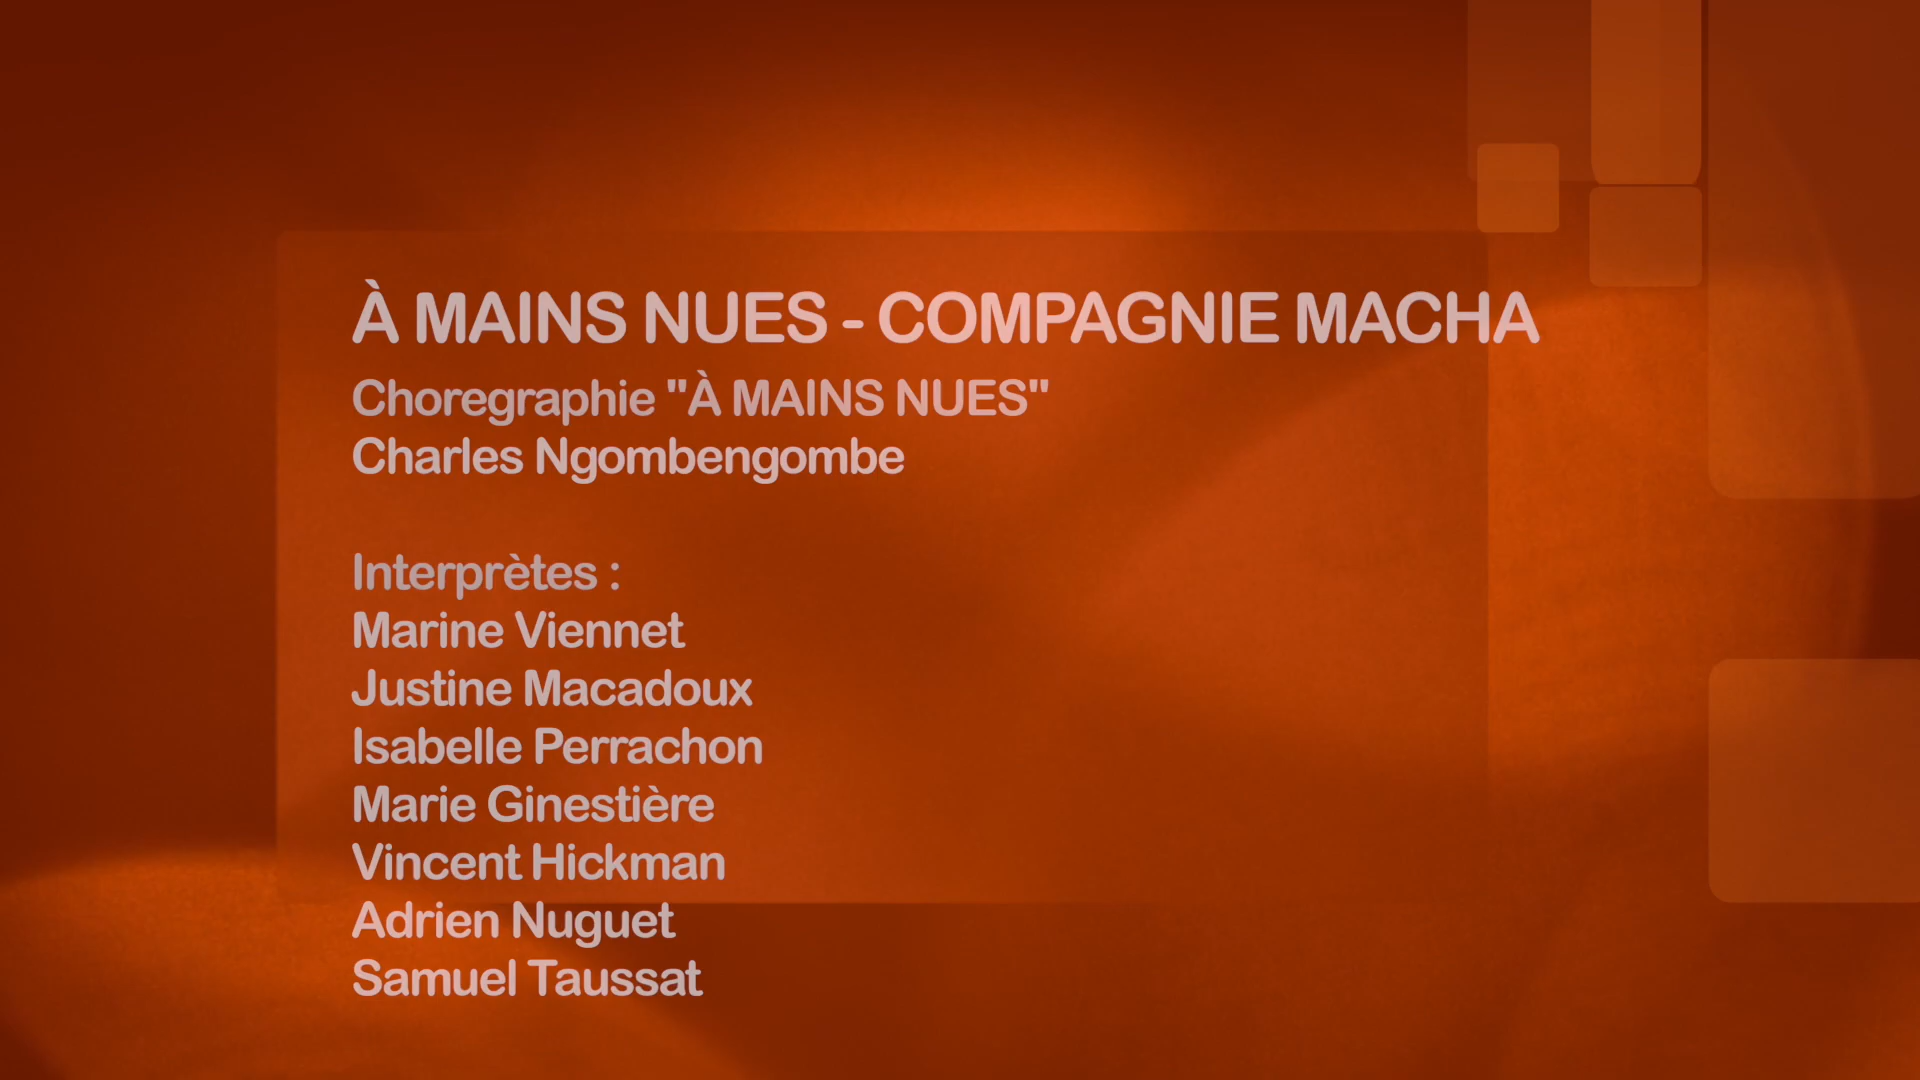 À MAINS NUES - COMPAGNIE MACHA
Choregraphie "À MAINS NUES"
Charles Ngombengombe
Interprètes :
Marine Viennet
Justine Macadoux
Isabelle Perrachon
Marie Ginestière
Vincent Hickman
Adrien Nuguet
Samuel Taussat